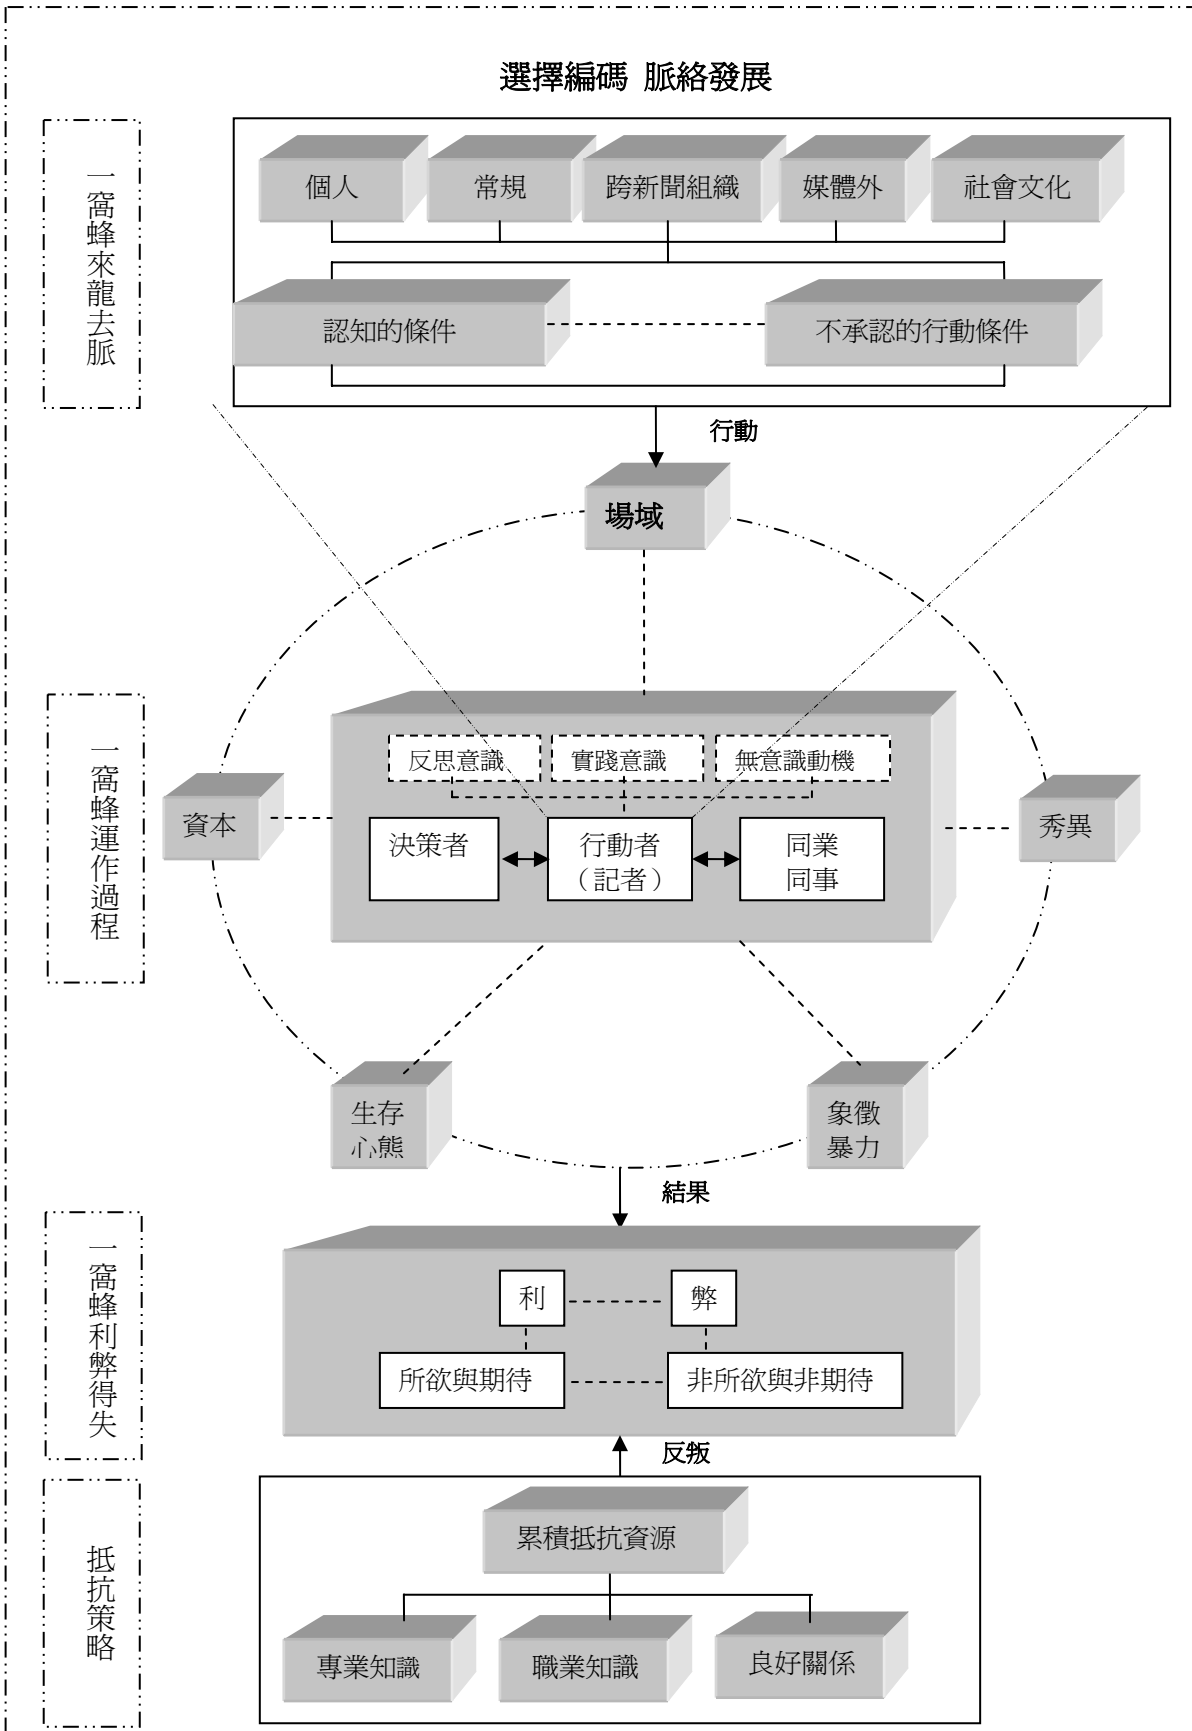 選擇編碼 脈絡發展
一窩蜂來龍去脈
個人
常規
跨新聞組織
媒體外
社會文化
認知的條件
不承認的行動條件
行動
場域
一窩蜂運作過程
反思意識
實踐意識
無意識動機
資本
決策者
行動者
（記者）
同業
同事
秀異
生存
心態
象徵
暴力
結果
一窩蜂利弊得失
利
弊
所欲與期待
非所欲與非期待
反叛
抵抗策略
累積抵抗資源
專業知識
職業知識
良好關係